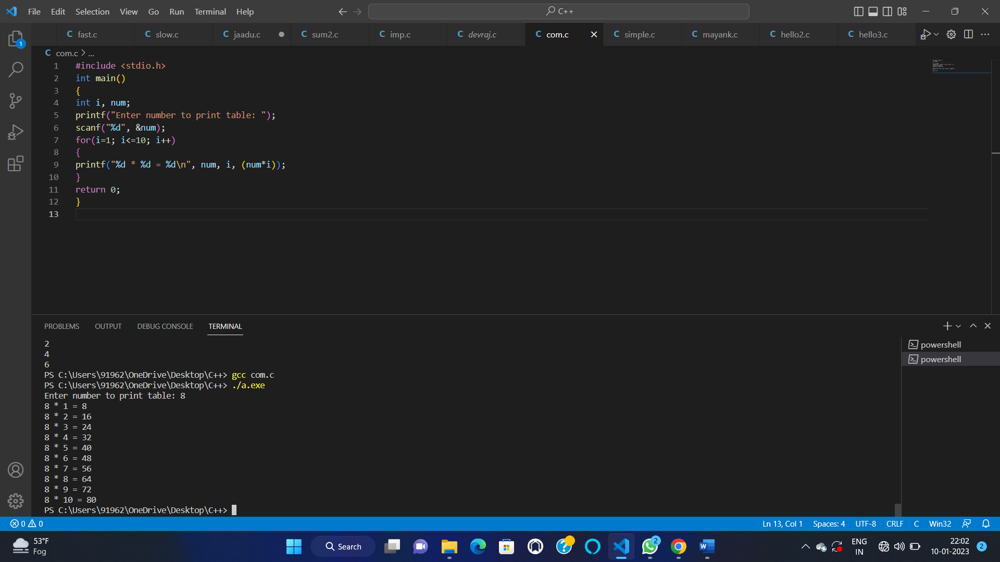 File Edit Selection View Go Run Terminal Help
C++
C fast.c C slow.c C jaadu.c C sum2.c C imp.c C devraj.c C com.c C simple.c C mayank.c C hello2.c C hello3.c
1
C com.c > ...
1 #include <stdio.h>
2 int main()
3 {
4 int i, num;
5 printf("Enter number to print table: ");
6 scanf("%d", &num);
7 for(i=1; i<=10; i++)
8 {
9 printf("%d * %d = %d\n", num, i, (num*i));
10 }
11 return 0;
12 }
13
PROBLEMS OUTPUT DEBUG CONSOLE TERMINAL
powershell
powershell
2
4
6
PS C:\Users\91962\OneDrive\Desktop\C++> gcc com.c
PS C:\Users\91962\OneDrive\Desktop\C++> ./a.exe
Enter number to print table: 8
8 * 1 = 8
8 * 2 = 16
8 * 3 = 24
8 * 4 = 32
8 * 5 = 40
8 * 6 = 48
8 * 7 = 56
8 * 8 = 64
8 * 9 = 72
8 * 10 = 80
PS C:\Users\91962\OneDrive\Desktop\C++>
0 0 Ln 13, Col 1 Spaces: 4 UTF-8 CRLF C Win32
53°F
Fog
Search
W
2
ENG
IN
22:02
10-01-2023
2